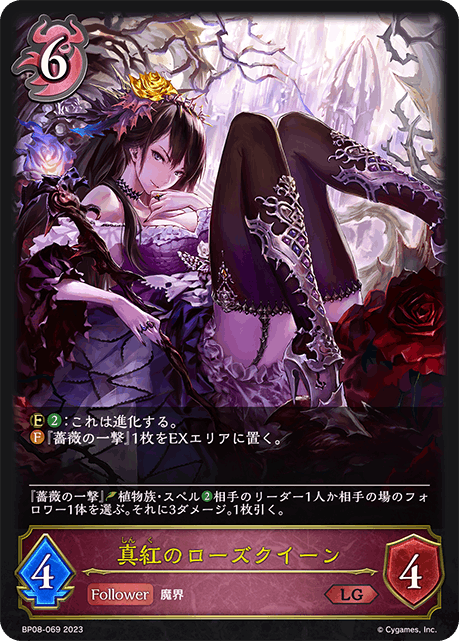 6
E 2：これは進化する。
F『薔薇の一撃』1枚をEXエリアに置く。
『薔薇の一撃』植物族・スペル2相手のリーダー1人か相手の場のフォ
ロワー1体を選ぶ。それに3ダメージ。1枚引く。
しんく
真紅のローズクイーン
4
Follower 魔界
LG
4
BP08-069 2023
© Cygames, Inc.